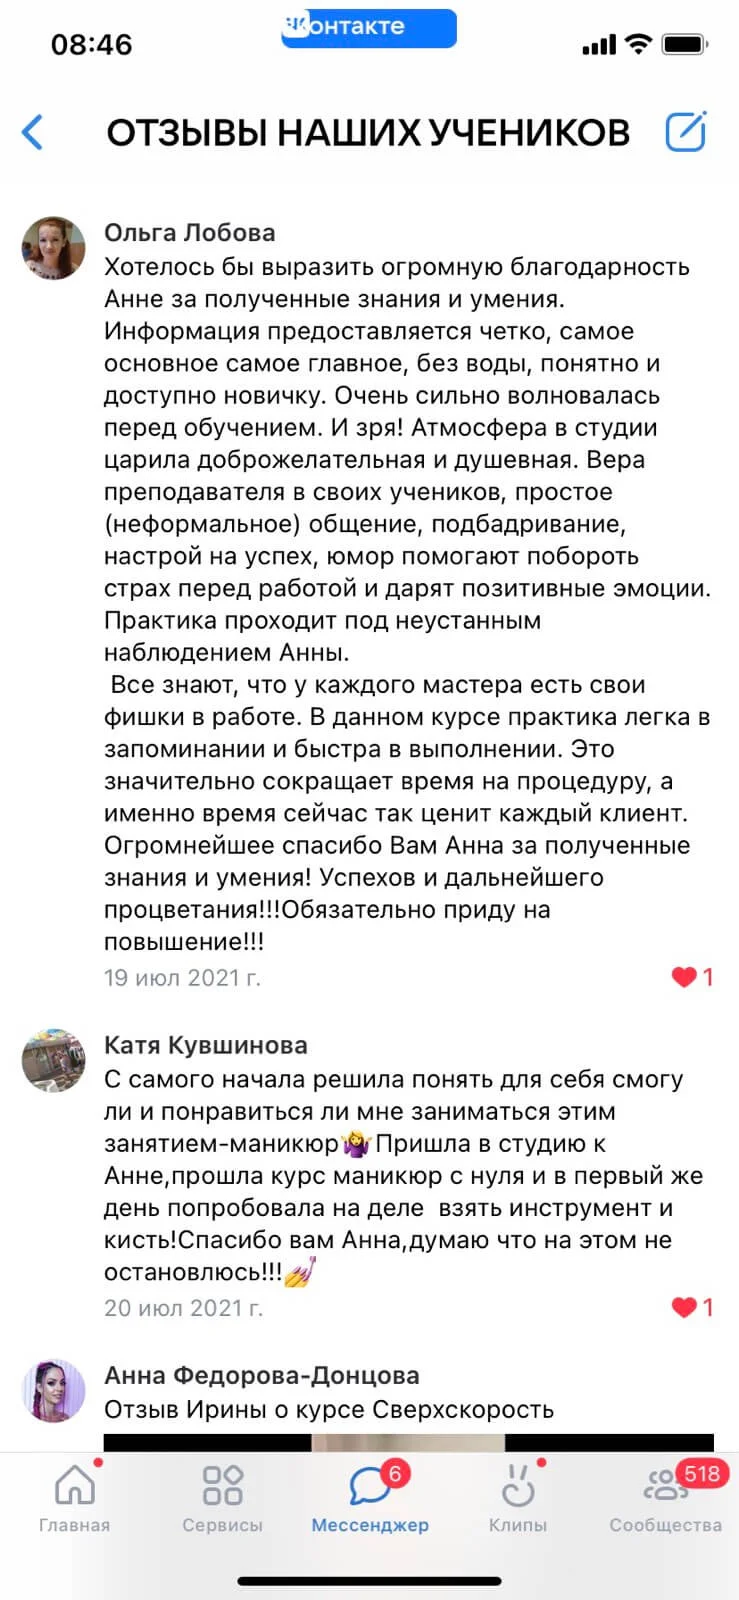 08:46
ВКонтакте
ОТЗЫВЫ НАШИХ УЧЕНИКОВ
Ольга Лобова
Хотелось бы выразить огромную благодарность
Анне за полученные знания и умения.
Информация предоставляется четко, самое
основное самое главное, без воды, понятно и
доступно новичку. Очень сильно волновалась
перед обучением. И зря! Атмосфера в студии
царила доброжелательная и душевная. Вера
преподавателя в своих учеников, простое
(неформальное) общение, подбадривание,
настрой на успех, юмор помогают побороть
страх перед работой и дарят позитивные эмоции.
Практика проходит под неустанным
наблюдением Анны.
Все знают, что у каждого мастера есть свои
фишки в работе. В данном курсе практика легка в
запоминании и быстра в выполнении. Это
значительно сокращает время на процедуру, а
именно время сейчас так ценит каждый клиент.
Огромнейшее спасибо Вам Анна за полученные
знания и умения! Успехов и дальнейшего
процветания!!!Обязательно приду на
повышение!!!
19 июл 2021 г.
1
Катя Кувшинова
С самого начала решила понять для себя смогу
ли и понравиться ли мне заниматься этим
занятием-маникюр🤷‍♀️Пришла в студию к
Анне,прошла курс маникюр с нуля и в первый же
день попробовала на деле  взять инструмент и
кисть!Спасибо вам Анна,думаю что на этом не
остановлюсь!!!💅
20 июл 2021 г.
1
Анна Федорова-Донцова
Отзыв Ирины о курсе Сверхскорость
6
518
Главная
Сервисы
Мессенджер
Клипы
Сообщества